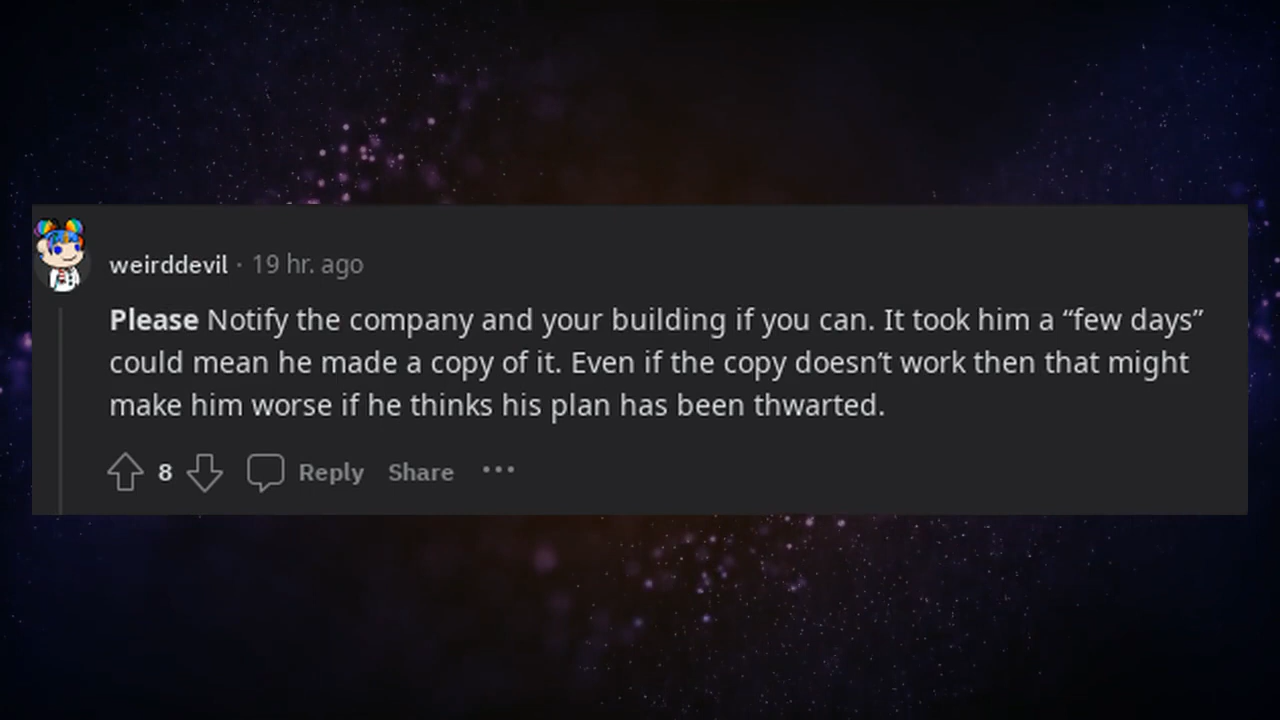 weirddevil · 19 hr. ago
Please Notify the company and your building if you can. It took him a “few days”
could mean he made a copy of it. Even if the copy doesn’t work then that might
make him worse if he thinks his plan has been thwarted.
8 Reply Share •••